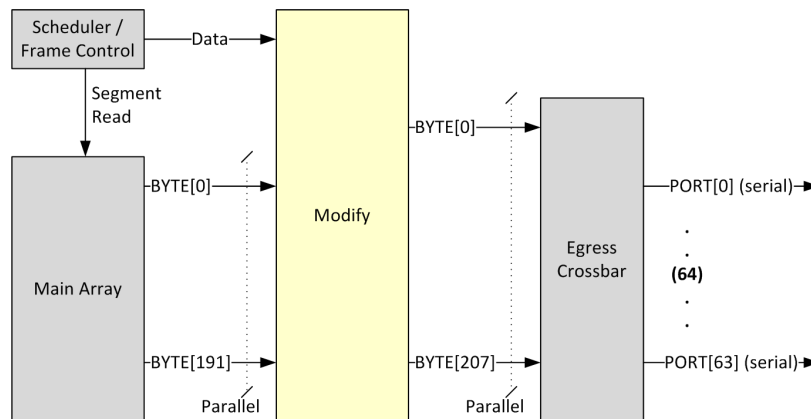 Scheduler /
Frame Control
Data
Segment
Read
BYTE[0]
BYTE[0]
PORT[0] (serial)
Modify
Egress
Crossbar
.
.
(64)
.
.
Main Array
BYTE[191]
BYTE[207]
PORT[63] (serial)
Parallel
Parallel